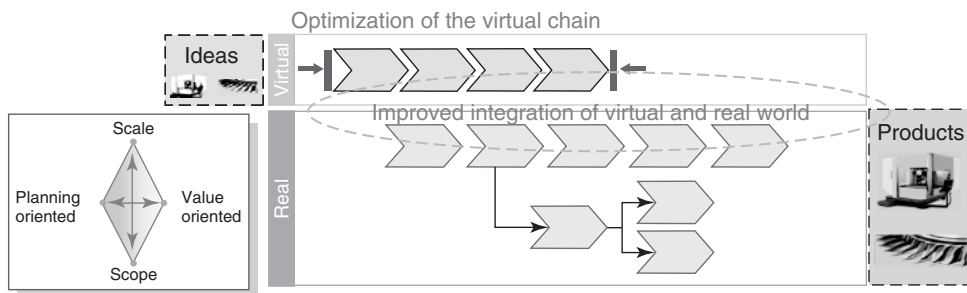 Optimization of the virtual chain
Ideas
Virtual
Improved integration of virtual and real world
Products
Real
Scale
Planning
oriented
Value
oriented
Scope